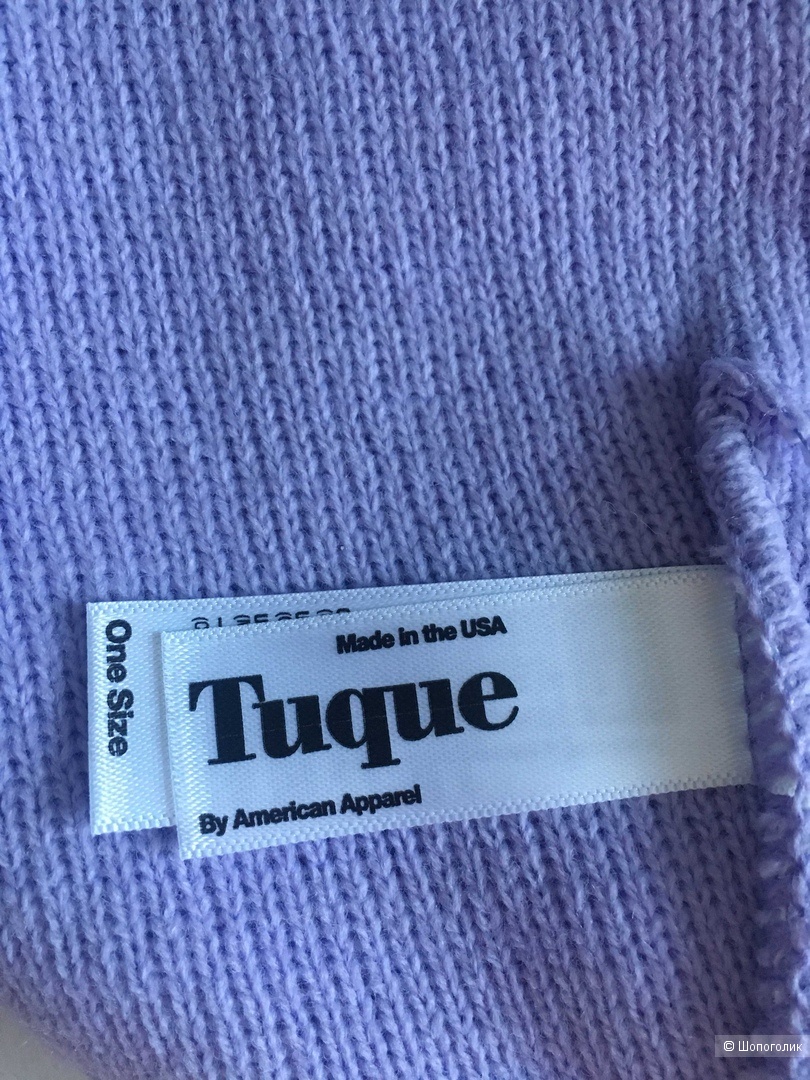 Made in the USA
Tuque
By American Apparel
One Size
© Шопоголик